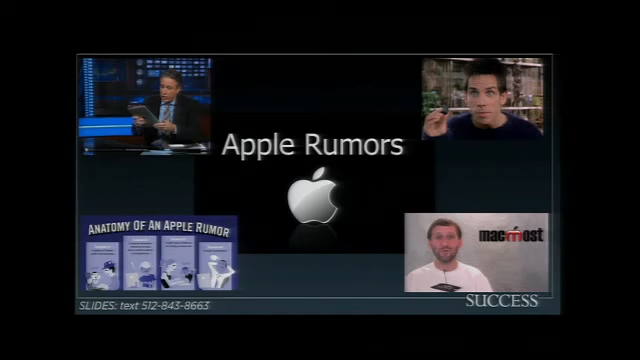 Apple Rumors
ANATOMY OF AN APPLE RUMOR
macmost
SLIDES: text 512-843-8663
SUCCESS